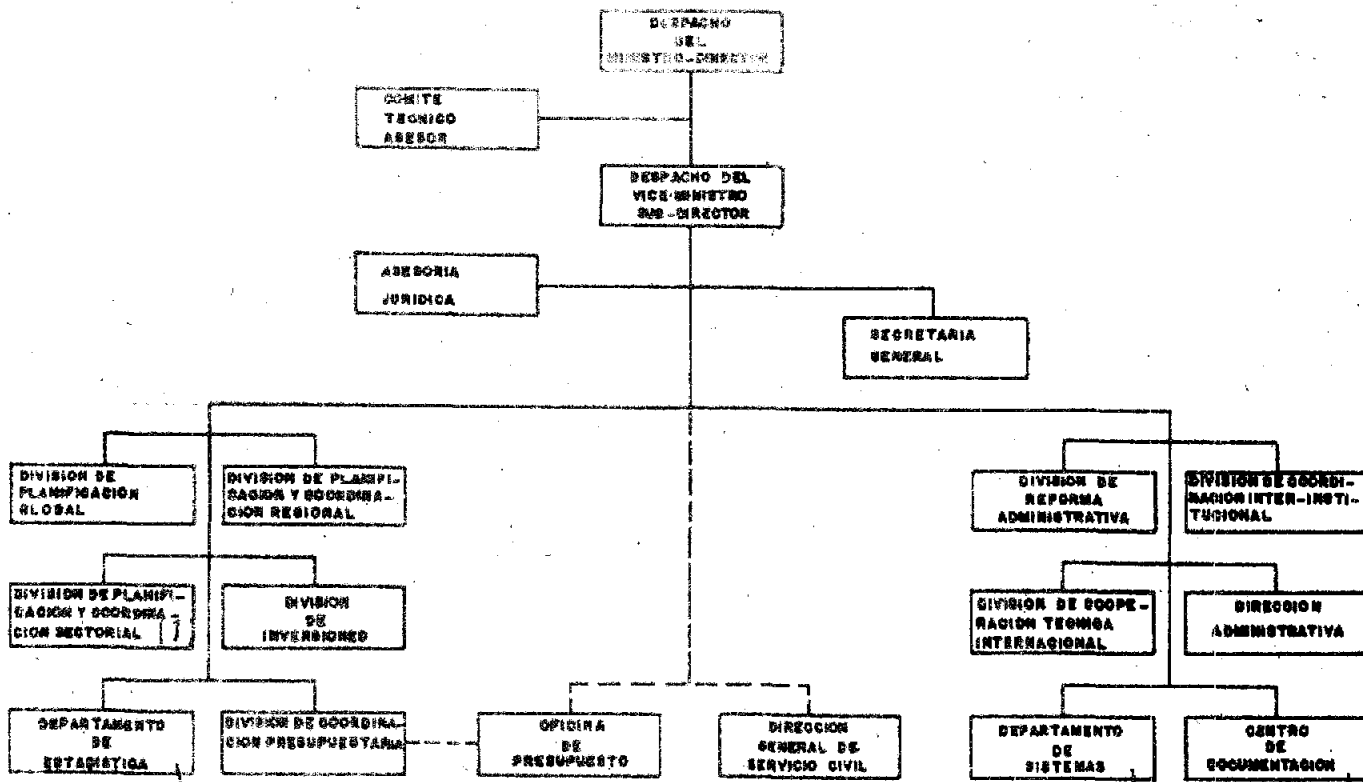 DESPACHO
DEL
MINISTRO-DIRECTOR
COMITE
TECNICO
ASESOR
DESPACHO DEL
VICE-MINISTRO
SUB-DIRECTOR
ASESORIA
JURIDICA
SECRETARIA
GENERAL
DIVISION DE
PLANIFICACION
GLOBAL
DIVISION DE PLANIFI-
CACION Y COORDINA-
CION REGIONAL
DIVISION DE
REFORMA
ADMINISTRATIVA
DIVISION DE COORDI-
NACION INTER-INSTI-
TUCIONAL
DIVISION DE PLANIFI-
CACION Y COORDINA-
CION SECTORIAL
DIVISION
DE
INVERSIONES
DIVISION DE COOPE-
RACION TECNICA
INTERNACIONAL
DIRECCION
ADMINISTRATIVA
DEPARTAMENTO
DE
ESTADISTICA
DIVISION DE COORDINA-
CION PRESUPUESTARIA
OFICINA
DE
PRESUPUESTO
DIRECCION
GENERAL DE
SERVICIO CIVIL
DEPARTAMENTO
DE
SISTEMAS
CENTRO
DE
DOCUMENTACION